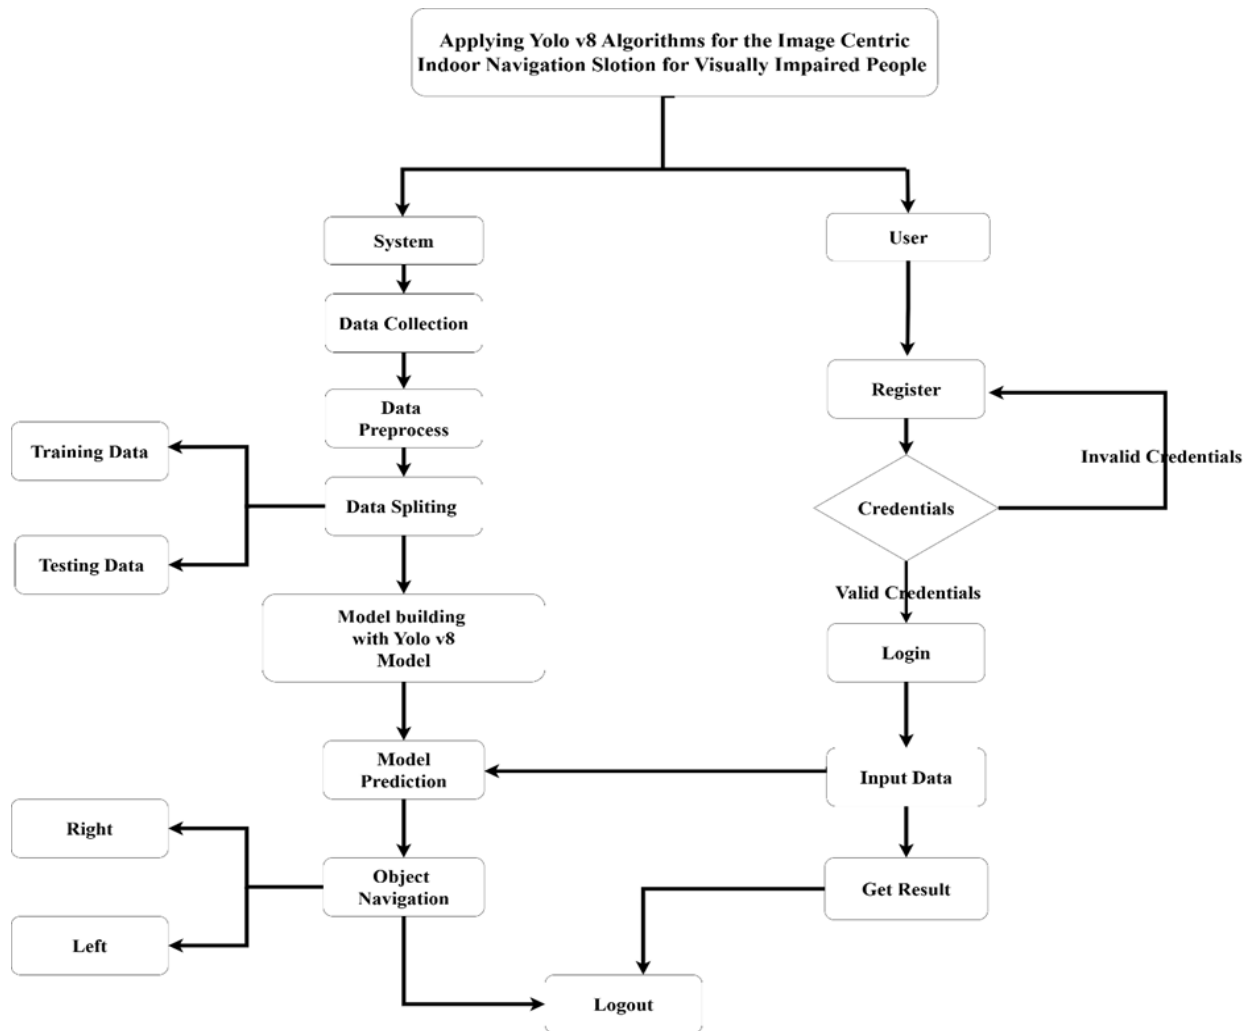 Applying Yolo v8 Algorithms for the Image Centric
Indoor Navigation Slotion for Visually Impaired People
System
User
Data Collection
Register
Data
Preprocess
Training Data
Invalid Credentials
Data Spliting
Credentials
Testing Data
Valid Credentials
Model building
with Yolo v8
Model
Login
Model
Prediction
Input Data
Right
Object
Navigation
Get Result
Left
Logout